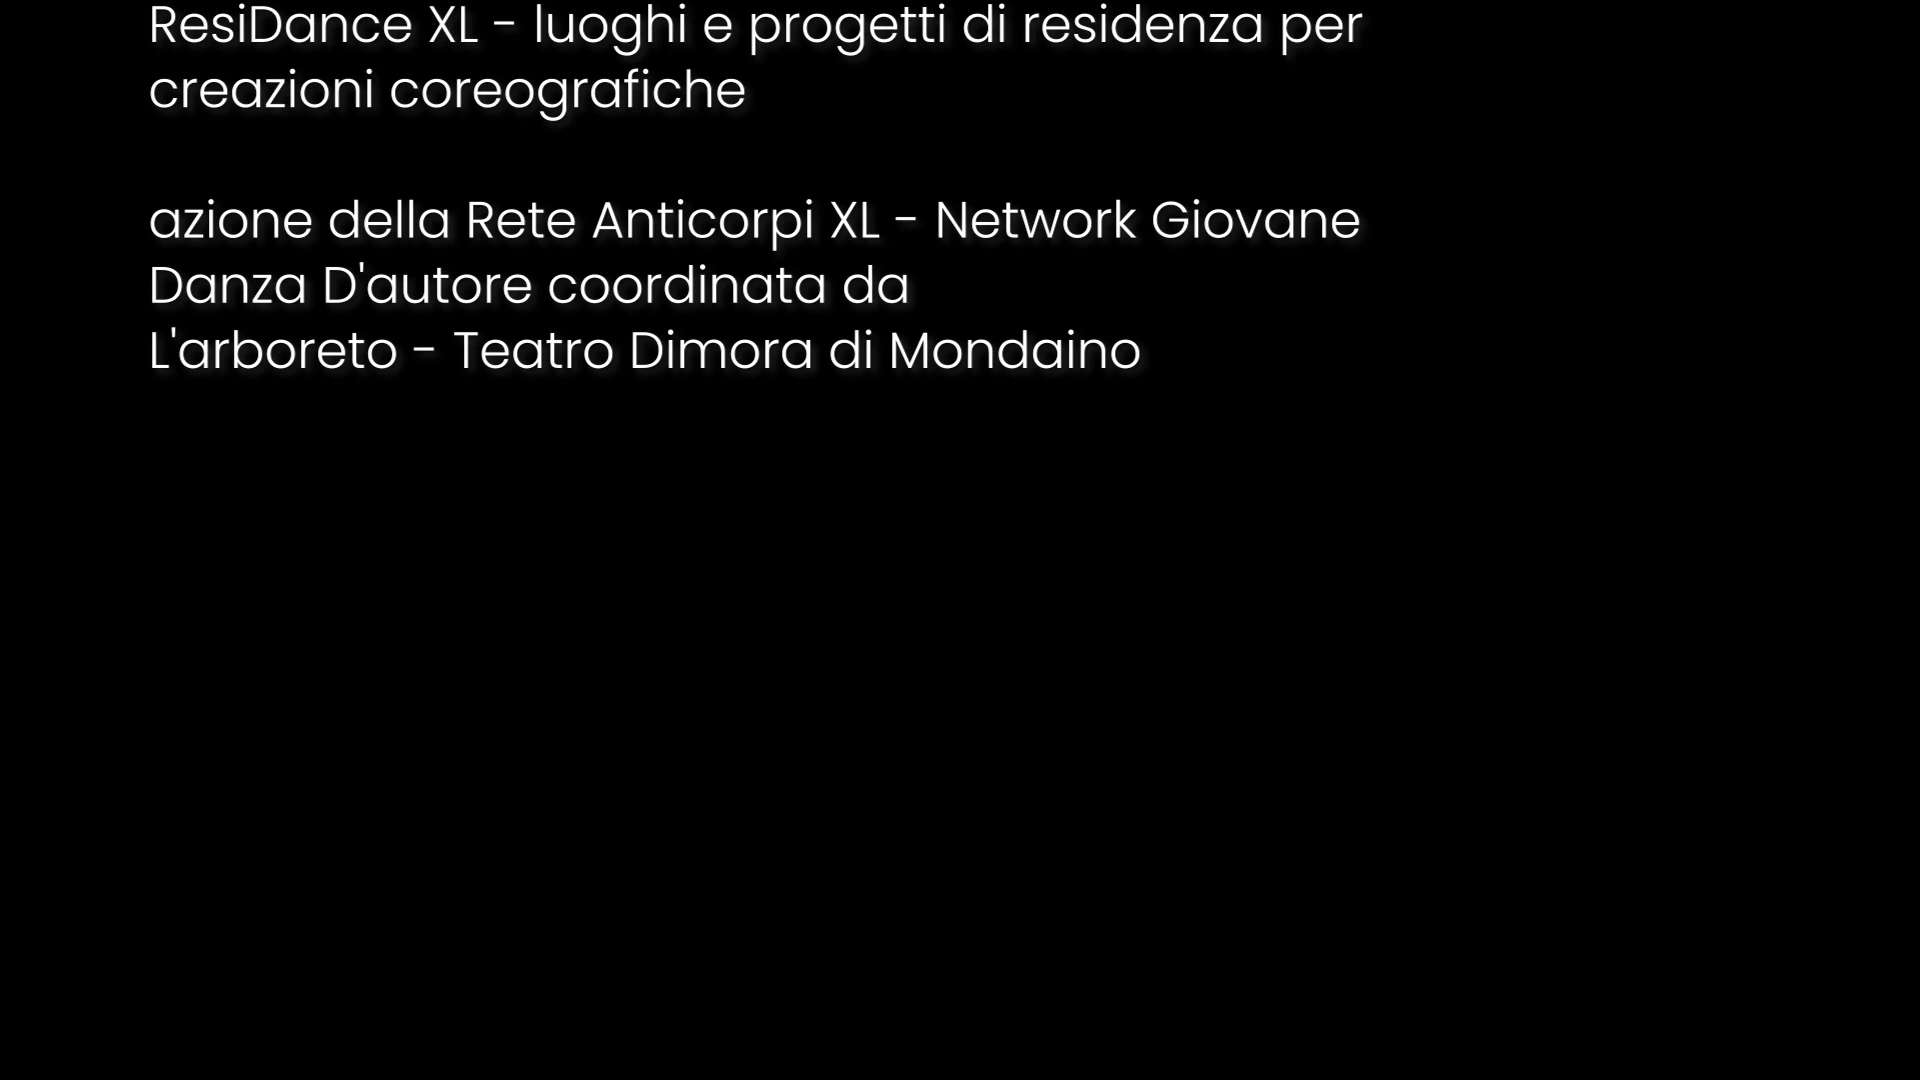 ResiDance XL - luoghi e progetti di residenza per
creazioni coreografiche
azione della Rete Anticorpi XL - Network Giovane
Danza D'autore coordinata da
L'arboreto - Teatro Dimora di Mondaino